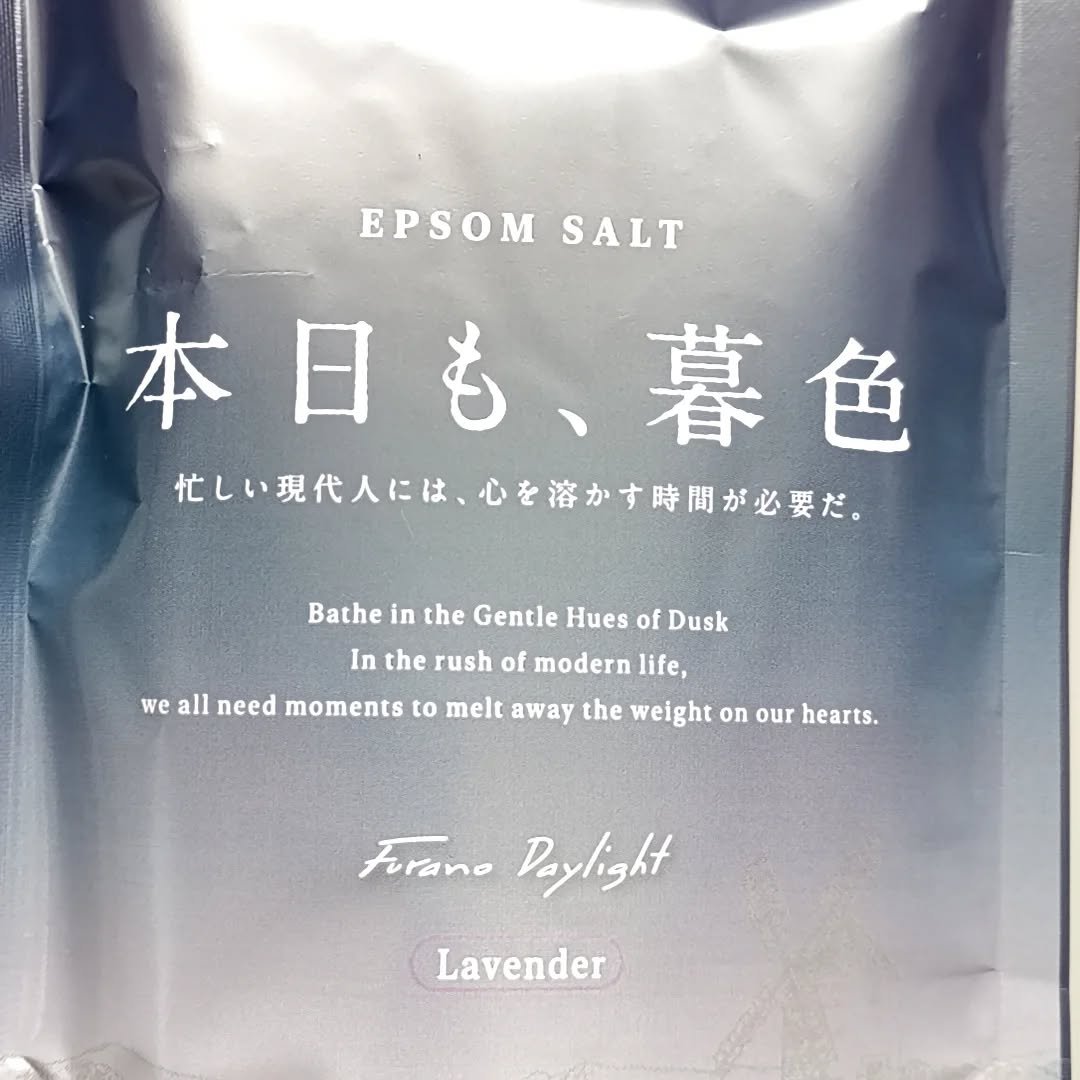 EPSOM SALT
本日も、暮色
忙しい現代人には、心を溶かす時間が必要だ。
Bathe in the Gentle Hues of Dusk
In the rush of modern life,
we all need moments to melt away the weight on our hearts.
Furano Daylight
Lavender